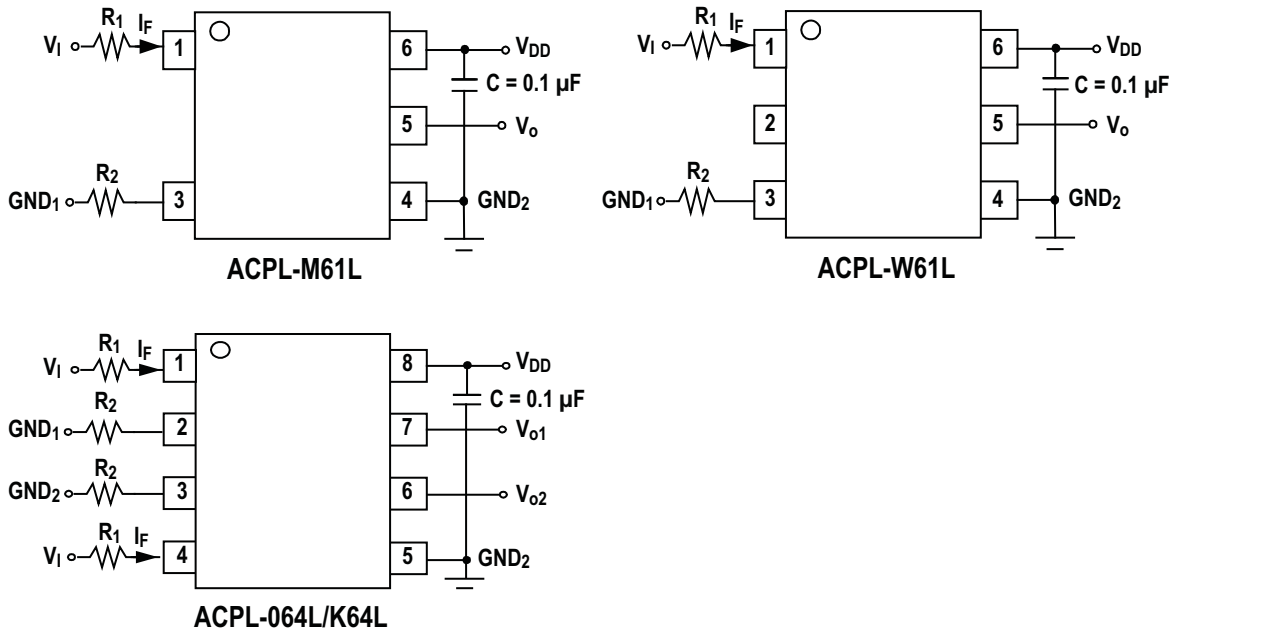 R1 IF
VI 1 6 VDD
C = 0.1 µF
5 Vo
R2
GND1 3 4 GND2
ACPL-M61L
R1 IF
VI 1 6 VDD
C = 0.1 µF
2 5 Vo
R2
GND1 3 4 GND2
ACPL-W61L
R1 IF
VI 1 8 VDD
R2 C = 0.1 µF
GND1 2 7 Vo1
R2
GND2 3 6 Vo2
R1 IF
VI 4 5 GND2
ACPL-064L/K64L